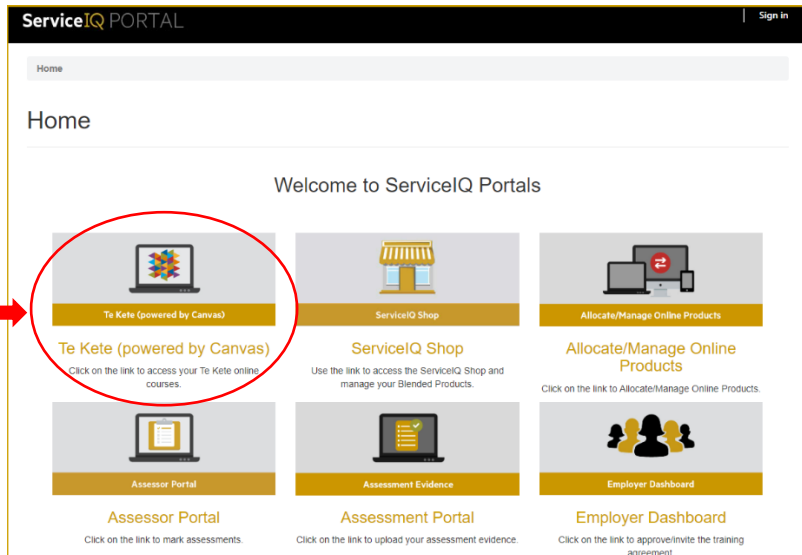 ServiceIQ PORTAL
Sign in
Home
Home
Welcome to ServiceIQ Portals
Te Kete (powered by Canvas)
ServiceIQ Shop
Allocate/Manage Online Products
Te Kete (powered by Canvas)
Click on the link to access your Te Kete online
courses.
ServiceIQ Shop
Use the link to access the ServiceIQ Shop and
manage your Blended Products.
Allocate/Manage Online
Products
Click on the link to Allocate/Manage Online Products.
Assessor Portal
Assessment Evidence
Employer Dashboard
Assessor Portal
Click on the link to mark assessments.
Assessment Portal
Click on the link to upload your assessment evidence.
Employer Dashboard
Click on the link to approve/invite the training
agreement